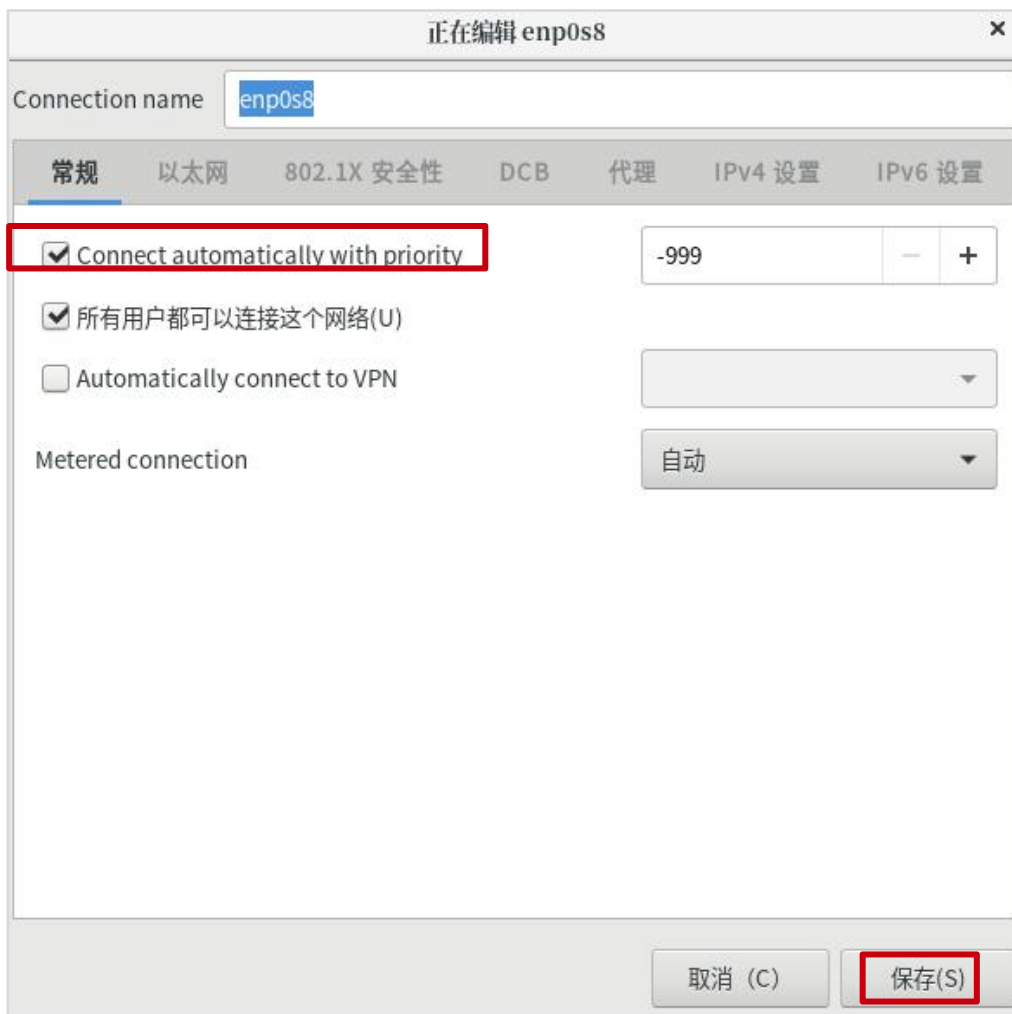 正在编辑 enp0s8
Connection name enp0s8
常规 以太网 802.1X 安全性 DCB 代理 IPv4 设置 IPv6 设置
Connect automatically with priority -999
所有用户都可以连接这个网络(U)
Automatically connect to VPN
Metered connection 自动
取消（C） 保存(S)